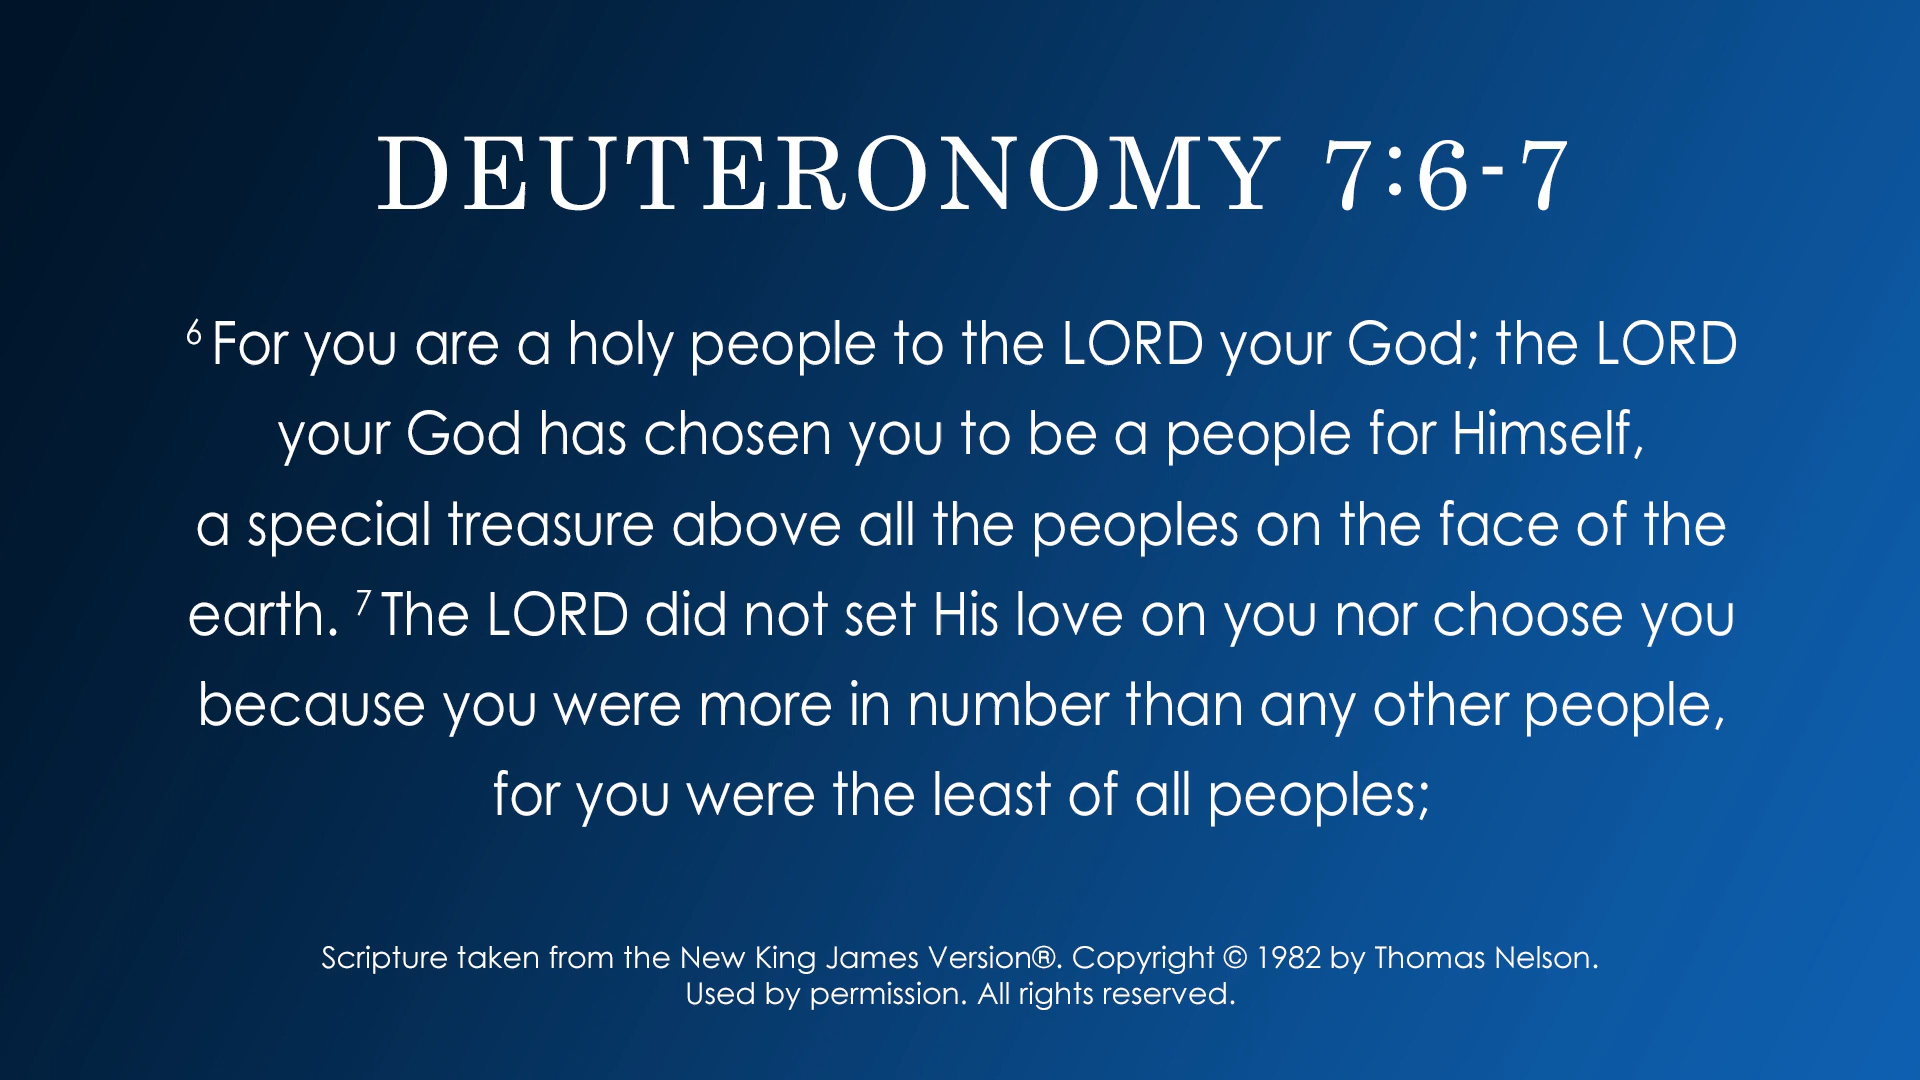 DEUTERONOMY 7:6-7
⁶ For you are a holy people to the LORD your God; the LORD
your God has chosen you to be a people for Himself,
a special treasure above all the peoples on the face of the
earth. ⁷ The LORD did not set His love on you nor choose you
because you were more in number than any other people,
for you were the least of all peoples;
Scripture taken from the New King James Version®. Copyright © 1982 by Thomas Nelson.
Used by permission. All rights reserved.